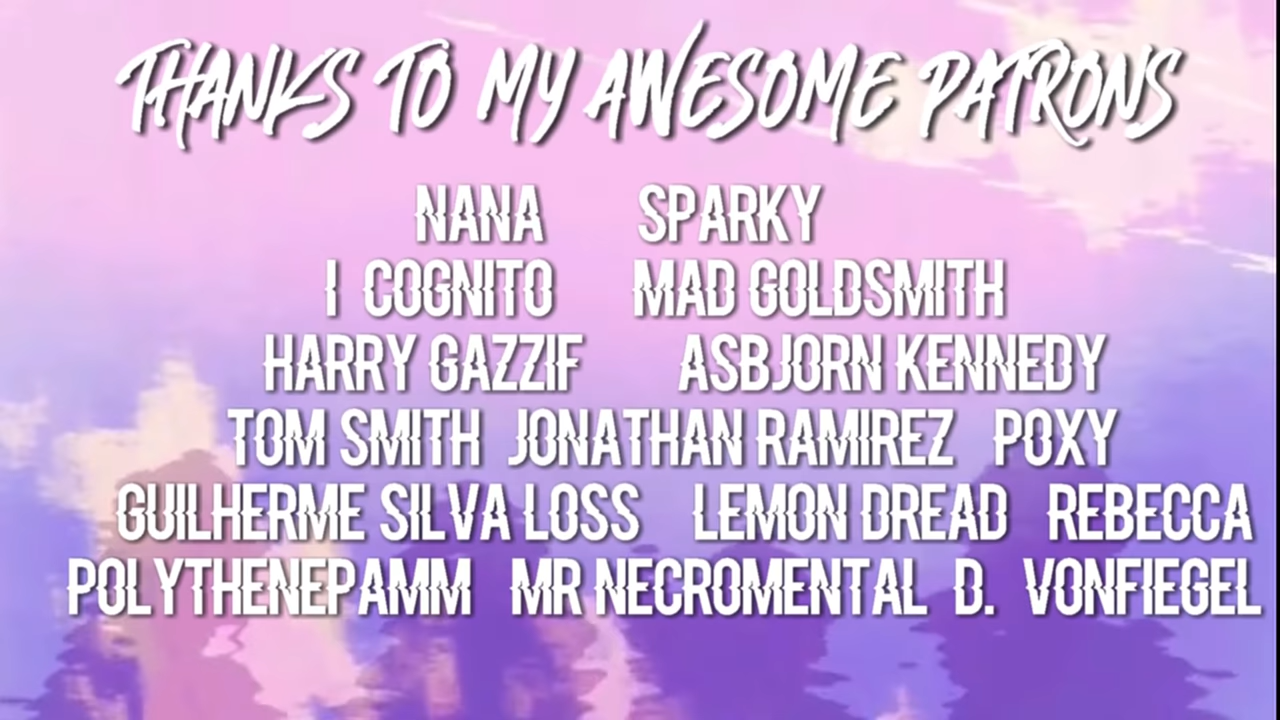 THANKS TO MY AWESOME PATRONS
NANA SPARKY
I COGNITO MAD GOLDSMITH
HARRY GAZZIF ASBJORN KENNEDY
TOM SMITH JONATHAN RAMIREZ POXY
GUILHERME SILVA LOSS LEMON DREAD REBECCA
POLYTHENEPAMM MR NECROMENTAL D. VONFIEGEL